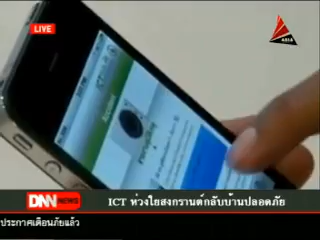 LIVE
ASIA
DNN
NEWS
ICT ห่วงใยสงกรานต์กลับบ้านปลอดภัย
ประกาศเตือนภัยแล้ว